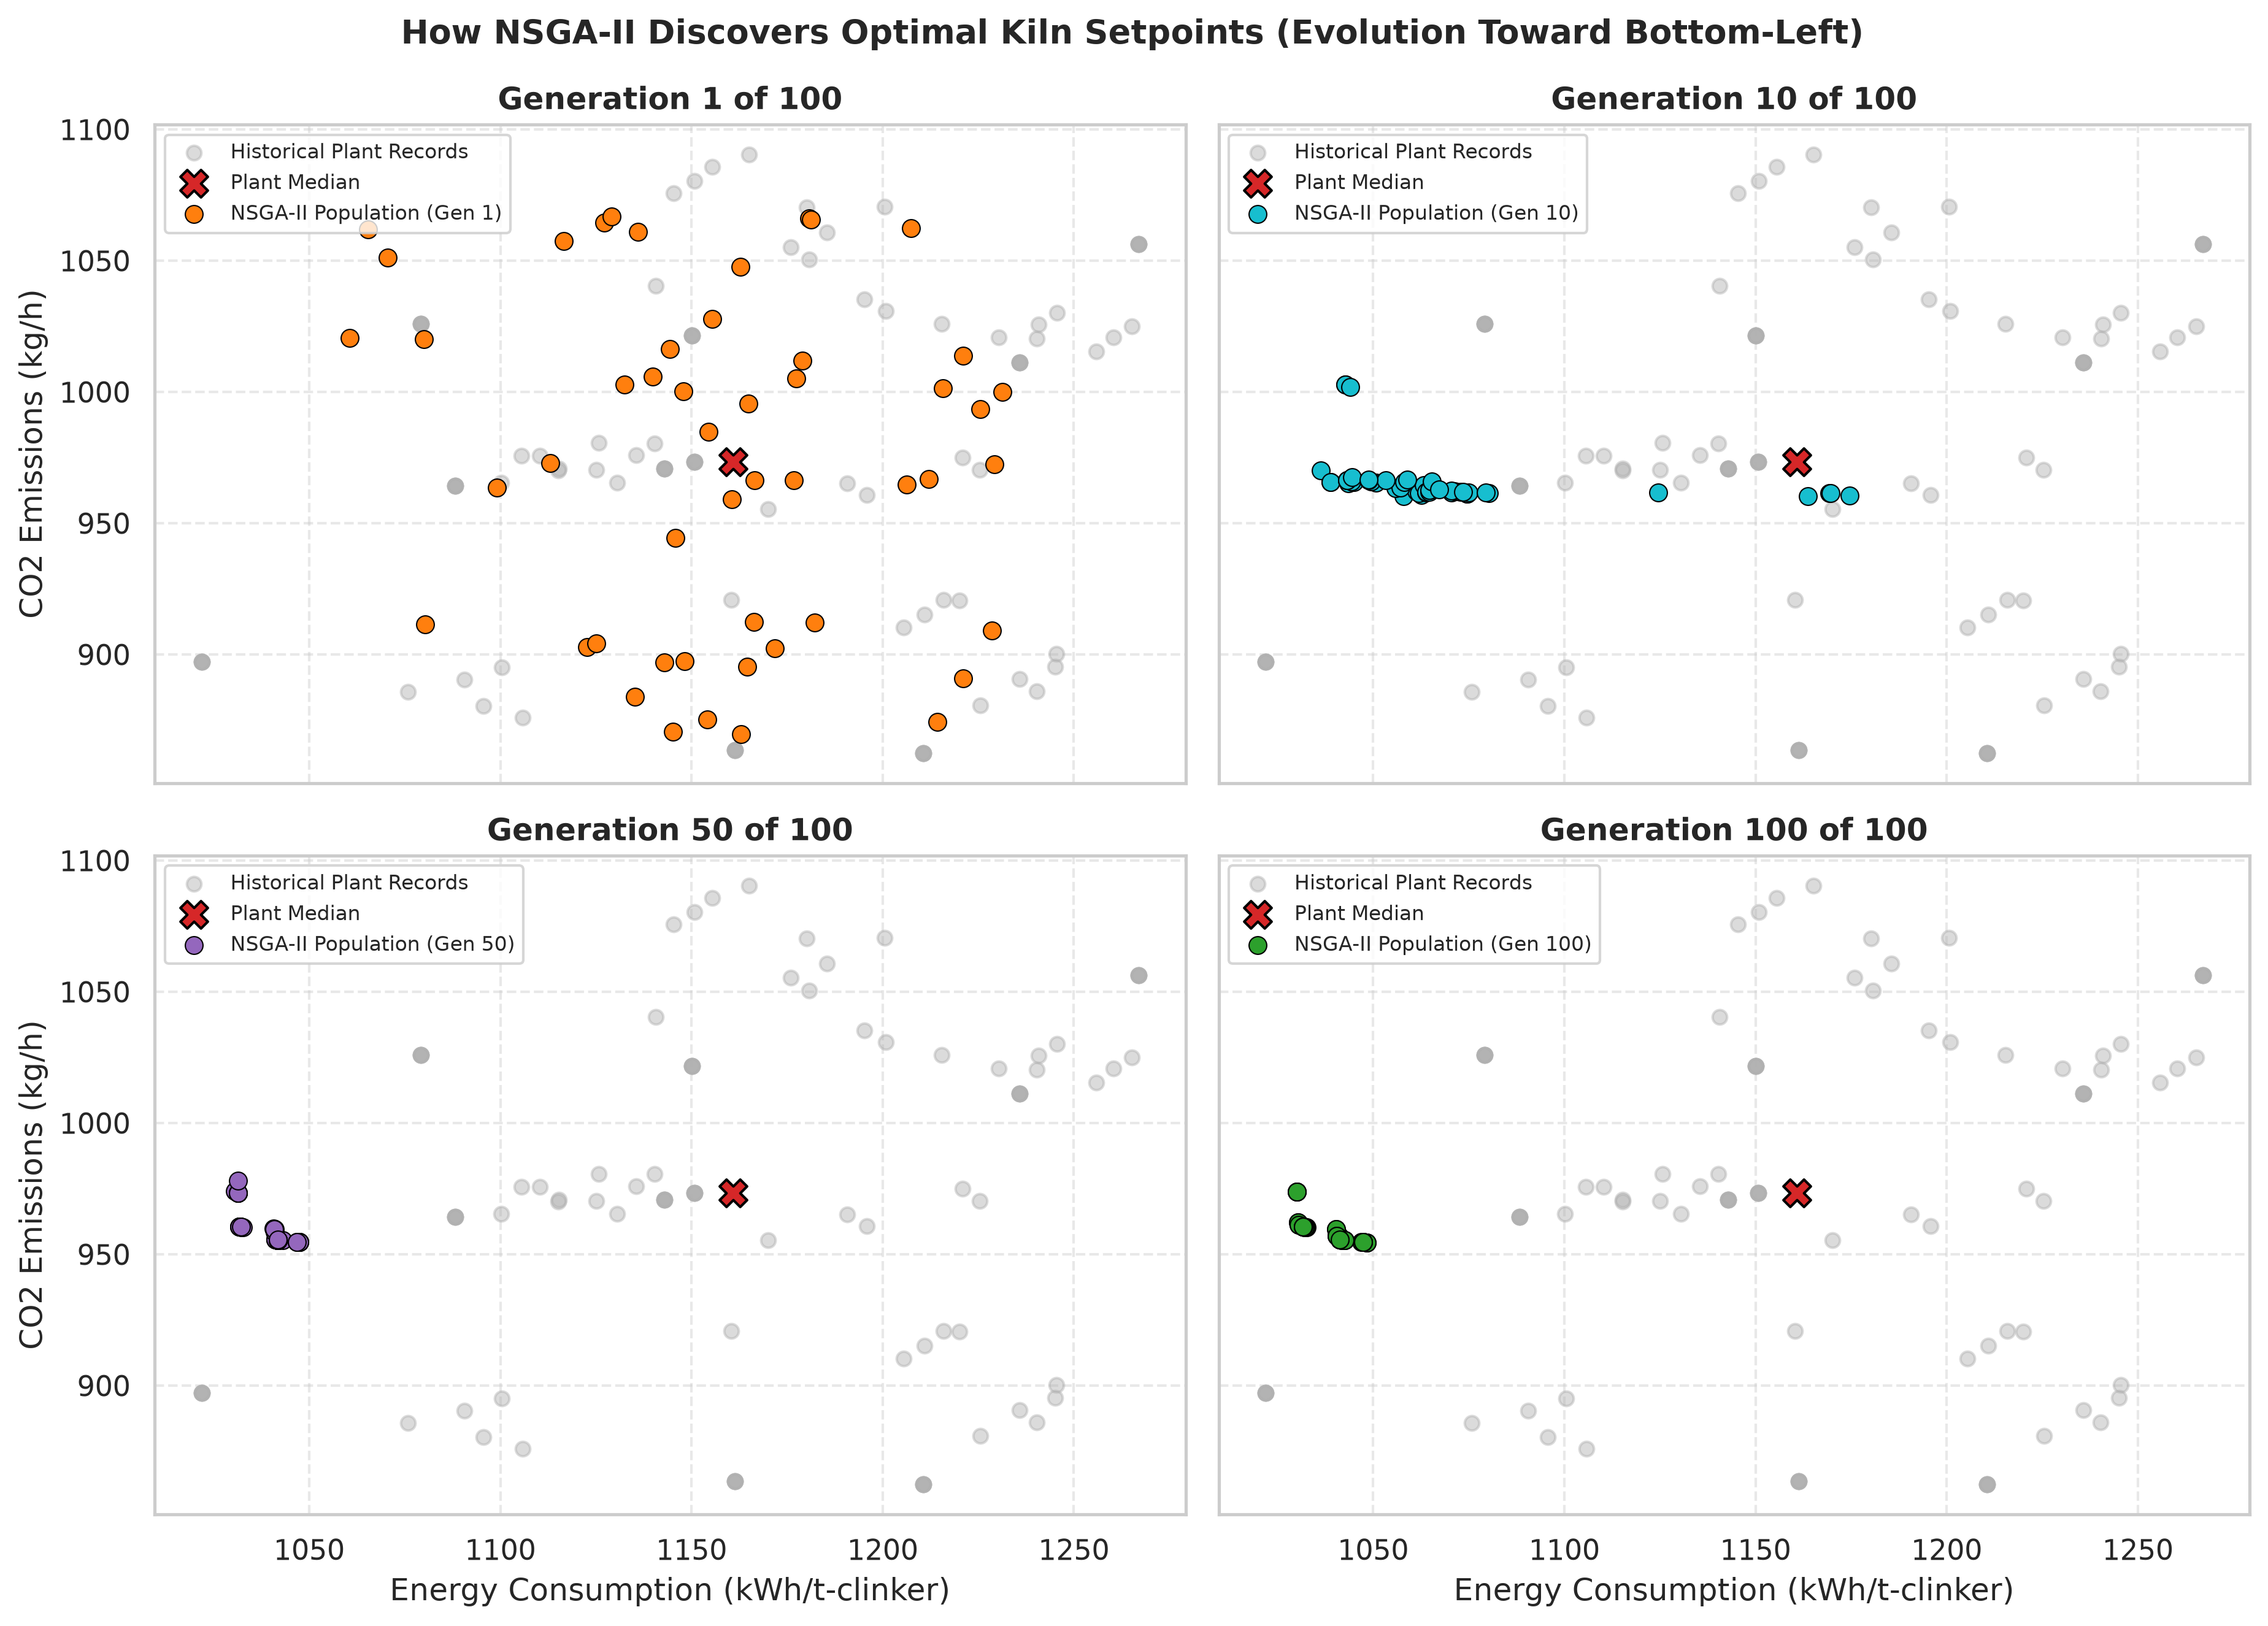 How NSGA-II Discovers Optimal Kiln Setpoints (Evolution Toward Bottom-Left)
Generation 1 of 100
Historical Plant Records
Plant Median
NSGA-II Population (Gen 1)
1100
1050
1000
950
900
CO2 Emissions (kg/h)
Generation 10 of 100
Historical Plant Records
Plant Median
NSGA-II Population (Gen 10)
Generation 50 of 100
Historical Plant Records
Plant Median
NSGA-II Population (Gen 50)
1100
1050
1000
950
900
CO2 Emissions (kg/h)
1050 1100 1150 1200 1250
Energy Consumption (kWh/t-clinker)
Generation 100 of 100
Historical Plant Records
Plant Median
NSGA-II Population (Gen 100)
1050 1100 1150 1200 1250
Energy Consumption (kWh/t-clinker)